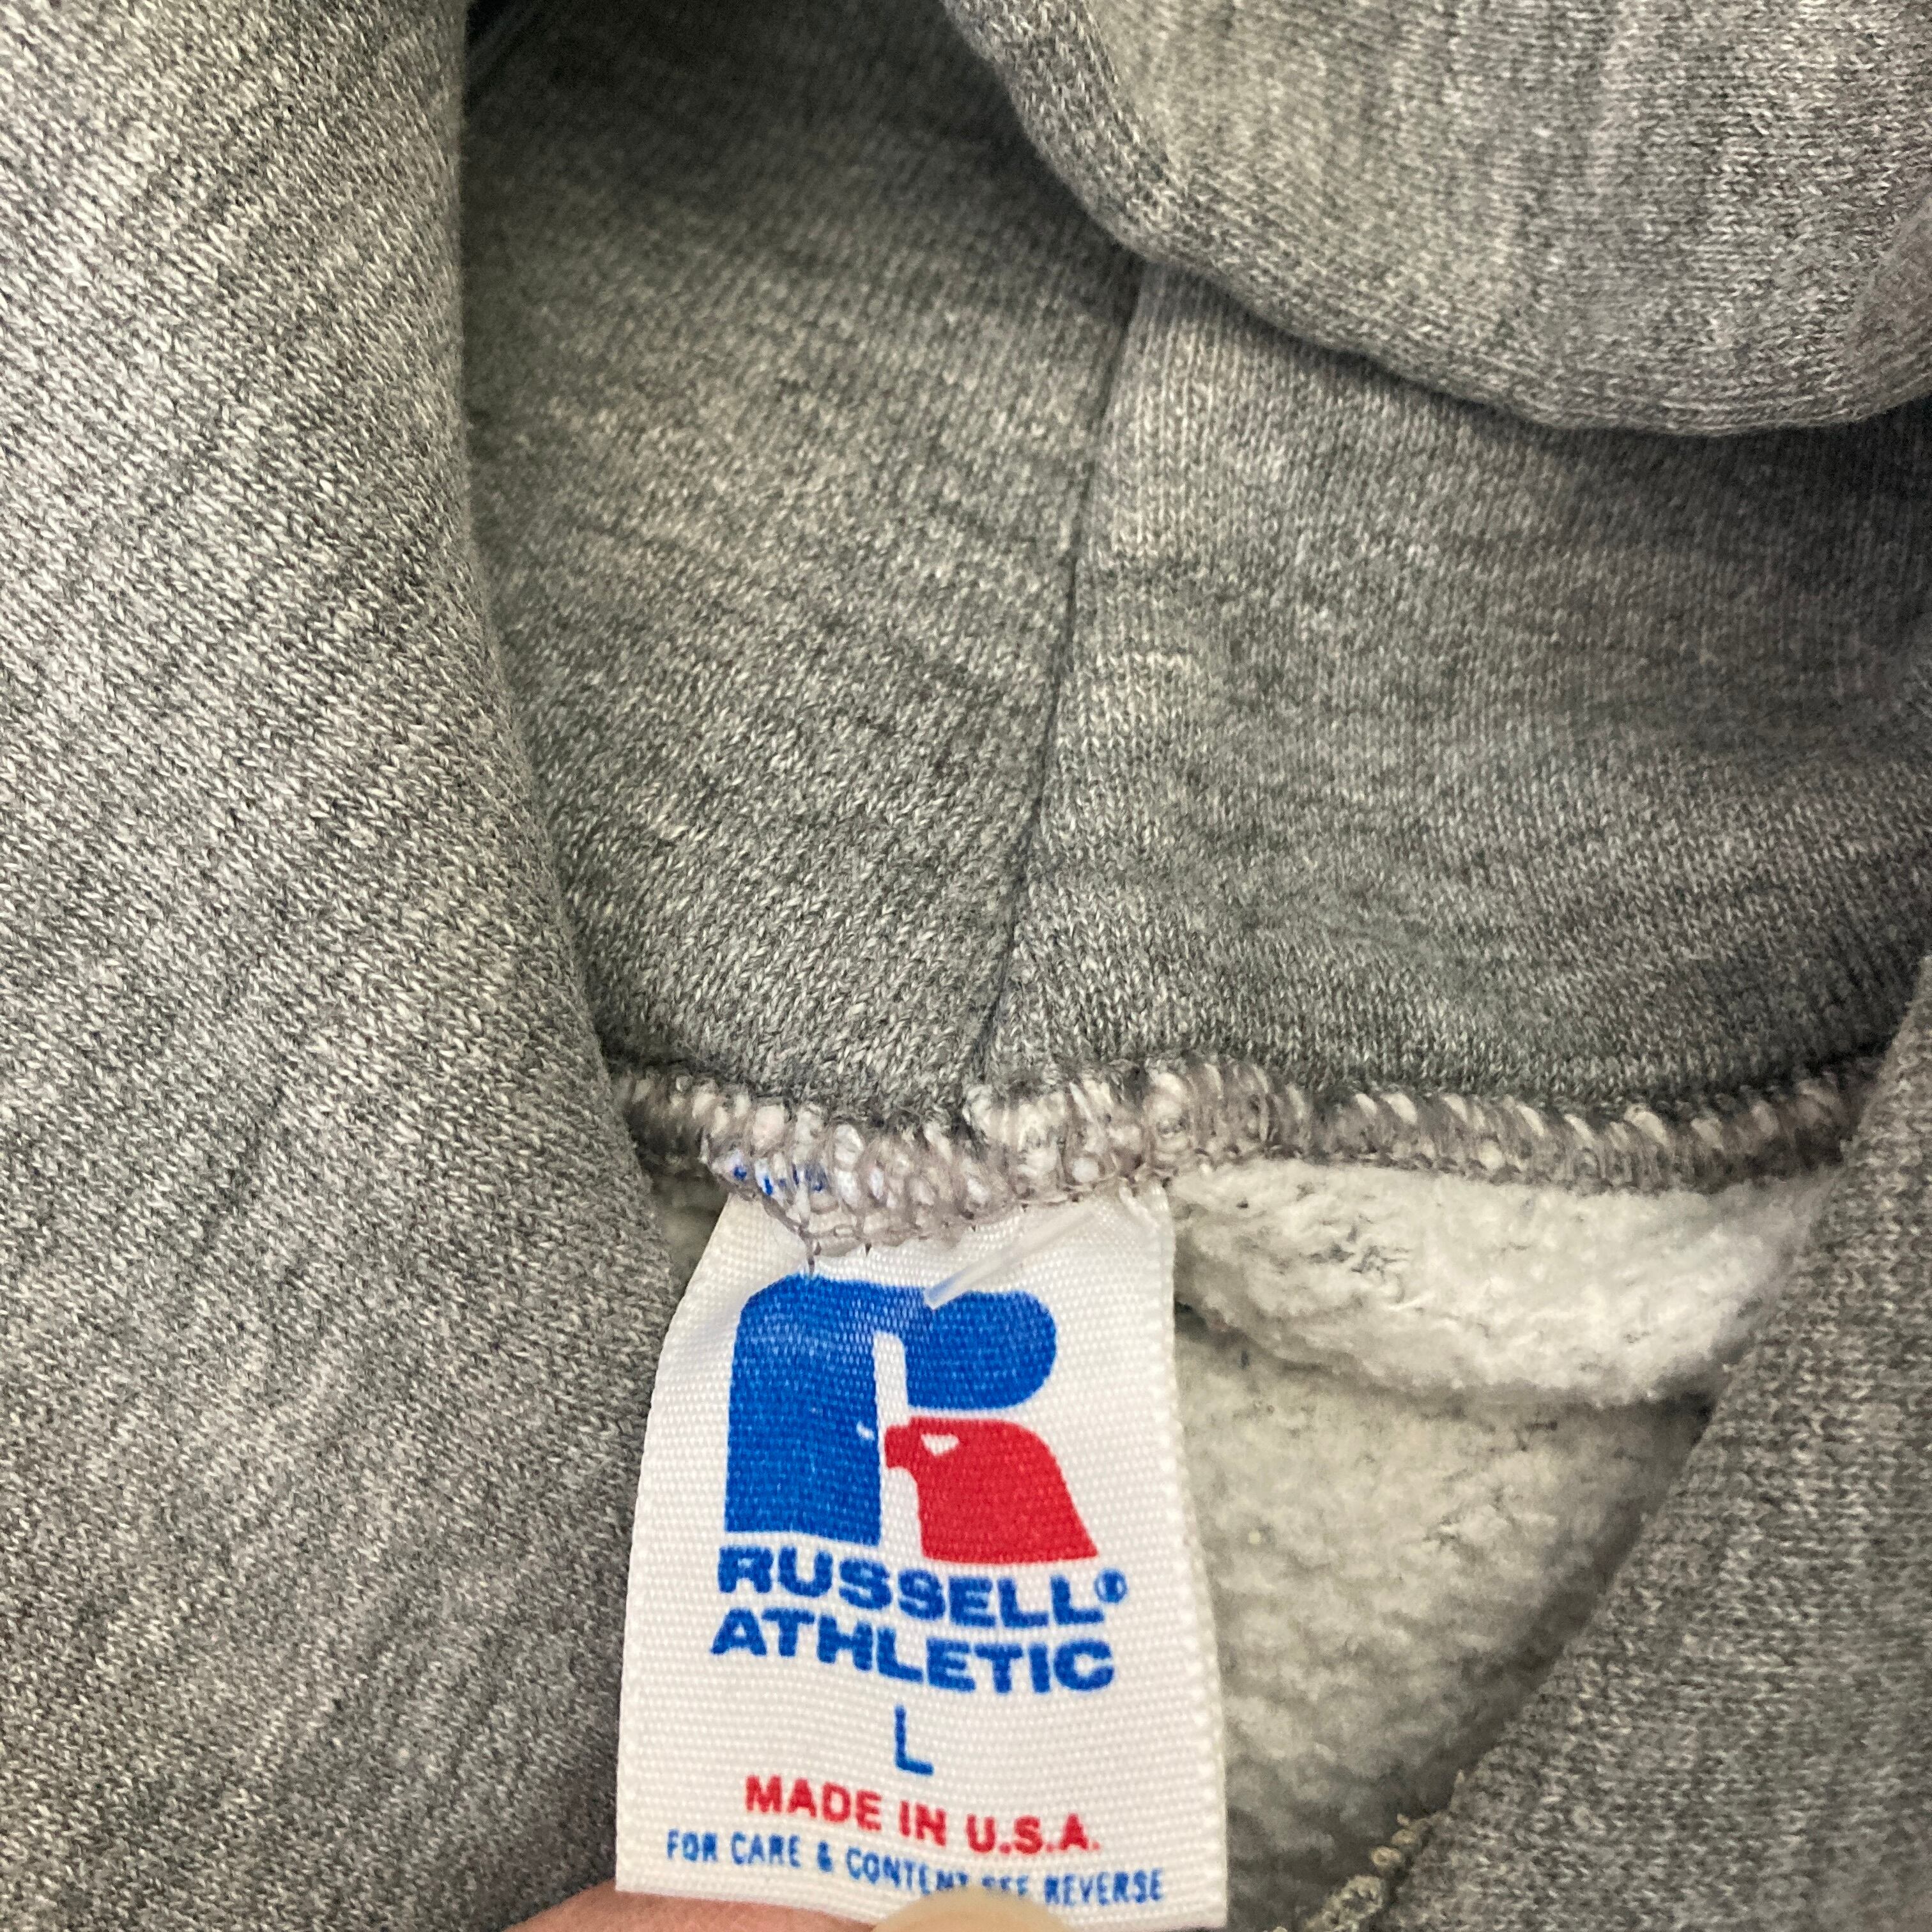 RUSSELL®
ATHLETIC
L
MADE IN U.S.A.
FOR CARE & CONTENT SEE REVERSE